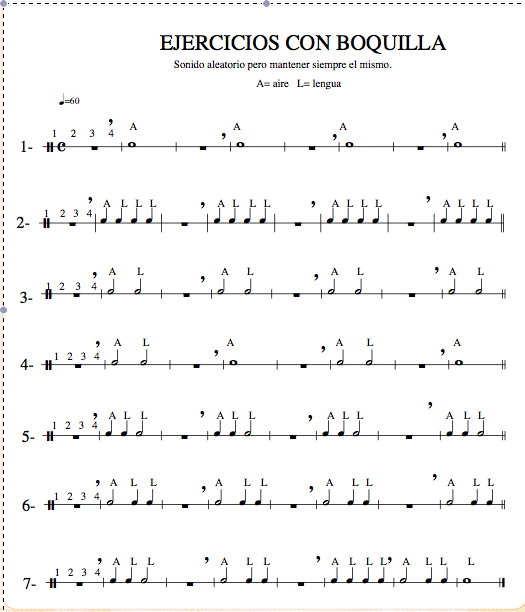 EJERCICIOS CON BOQUILLA
Sonido aleatorio pero mantener siempre el mismo.
A= aire L= lengua
=60
1 2 3 4 A A A A
1-
1 2 3 4 A L L L A L L L A L L L A L L L
2-
1 2 3 4 A L A L A L A L
3-
1 2 3 4 A L A A L A
4-
1 2 3 4 A L L A L L A L L A L L
5-
1 2 3 4 A L L A L L A L L A L L
6-
1 2 3 4 A L L A L L A L L L A L L L
7-